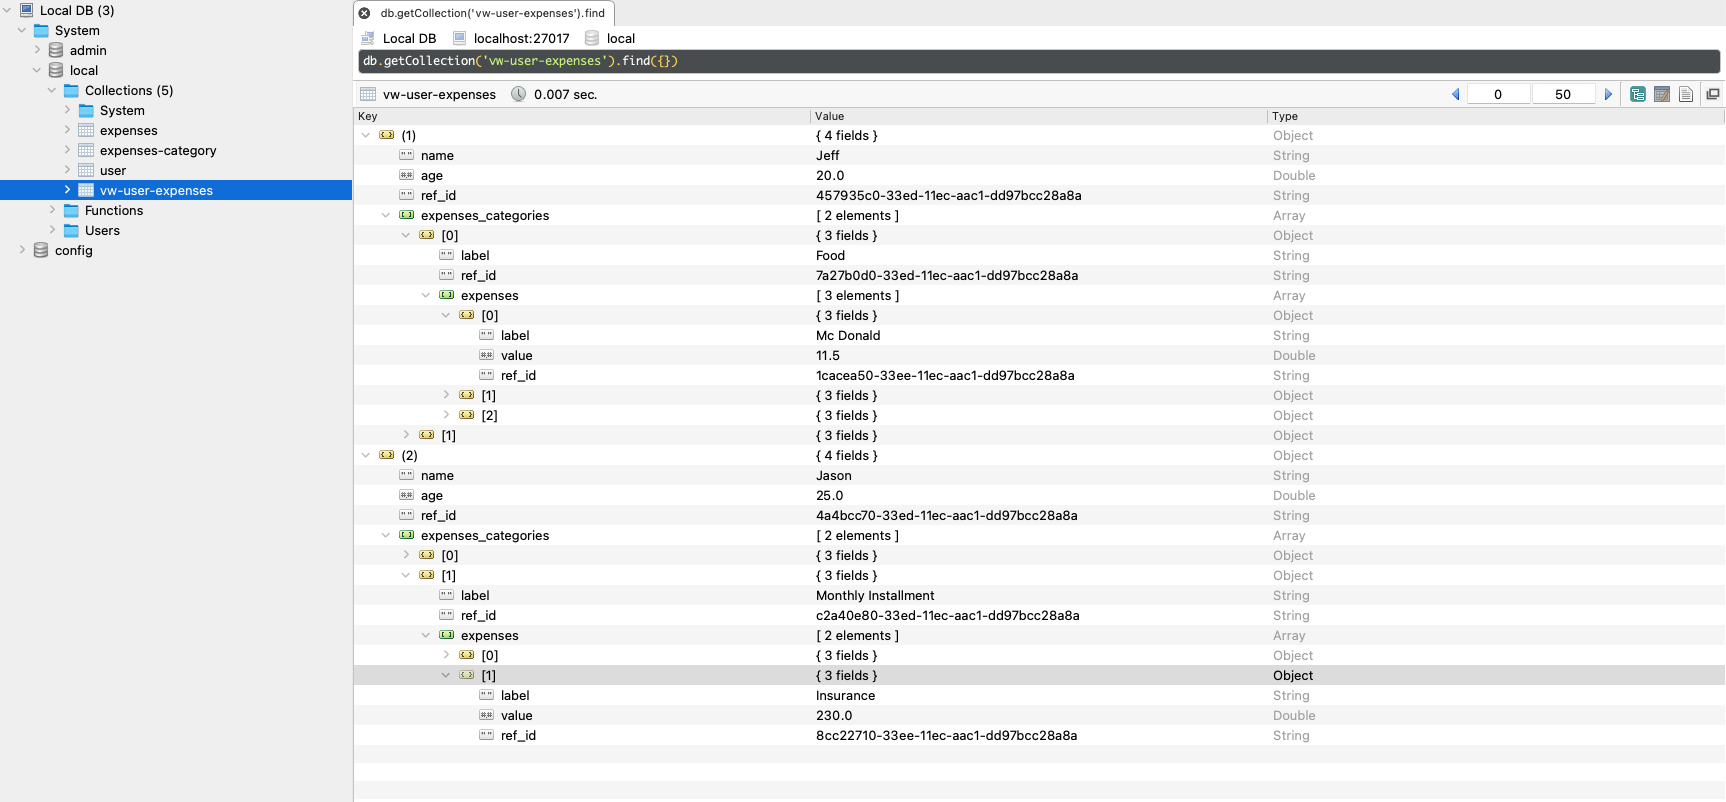 Local DB (3)
System
admin
local
Collections (5)
System
expenses
expenses-category
user
vw-user-expenses
Functions
Users
config
db.getCollection('vw-user-expenses').find
Local DB localhost:27017 local
db.getCollection('vw-user-expenses').find({})
vw-user-expenses 0.007 sec. 0 50
Key Value Type
(1) { 4 fields } Object
name Jeff String
age 20.0 Double
ref_id 457935c0-33ed-11ec-aac1-dd97bcc28a8a String
expenses_categories [ 2 elements ] Array
[0] { 3 fields } Object
label Food String
ref_id 7a27b0d0-33ed-11ec-aac1-dd97bcc28a8a String
expenses [ 3 elements ] Array
[0] { 3 fields } Object
label Mc Donald String
value 11.5 Double
ref_id 1cacea50-33ee-11ec-aac1-dd97bcc28a8a String
[1] { 3 fields } Object
[2] { 3 fields } Object
[1] { 3 fields } Object
(2) { 4 fields } Object
name Jason String
age 25.0 Double
ref_id 4a4bcc70-33ed-11ec-aac1-dd97bcc28a8a String
expenses_categories [ 2 elements ] Array
[0] { 3 fields } Object
[1] { 3 fields } Object
label Monthly Installment String
ref_id c2a40e80-33ed-11ec-aac1-dd97bcc28a8a String
expenses [ 2 elements ] Array
[0] { 3 fields } Object
[1] { 3 fields } Object
label Insurance String
value 230.0 Double
ref_id 8cc22710-33ee-11ec-aac1-dd97bcc28a8a String